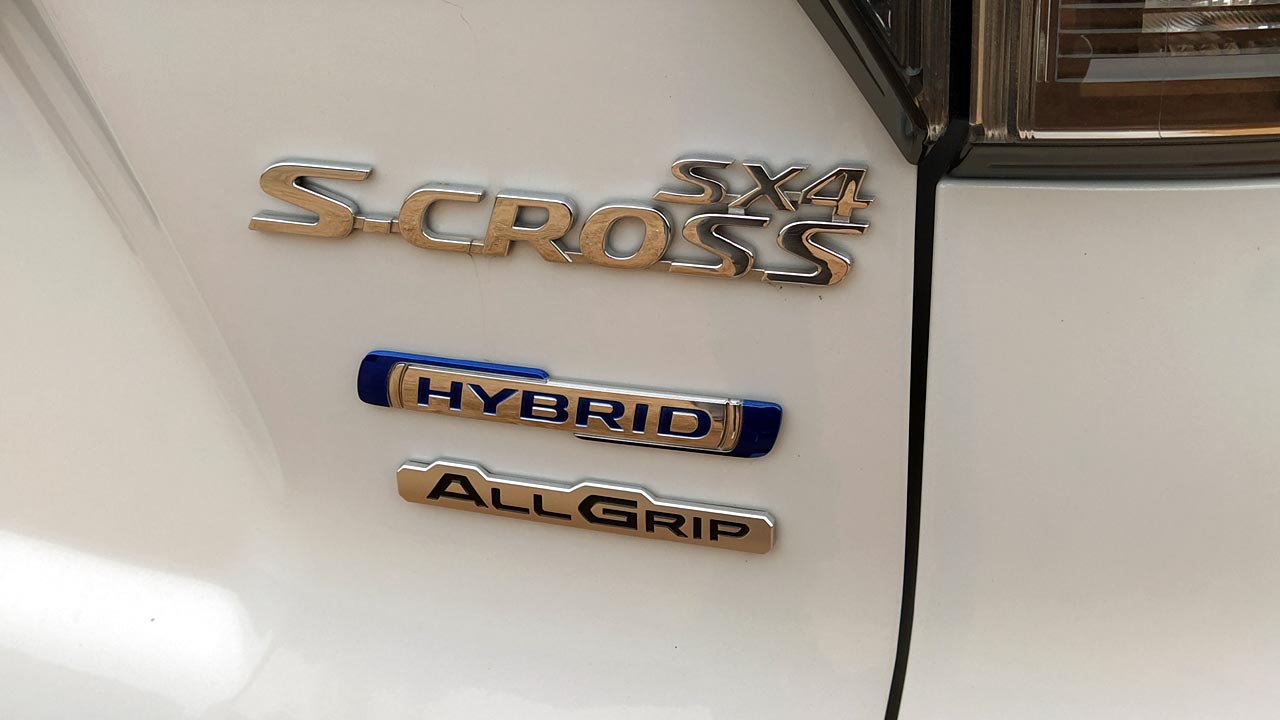 SX4
S-CROSS
HYBRID
ALLGRIP